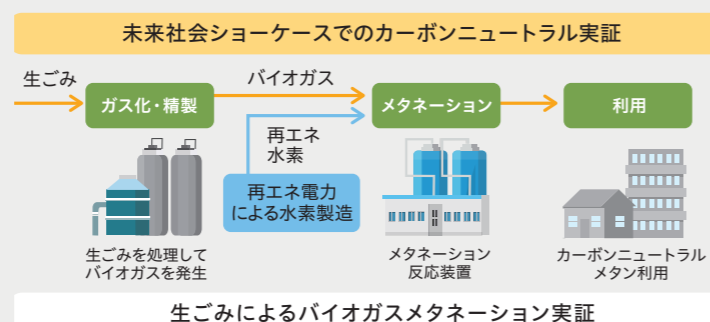 未来社会ショーケースでのカーボンニュートラル実証
生ごみ
バイオガス
ガス化・精製
メタネーション
利用
再エネ
水素
再エネ電力
による水素製造
生ごみを処理して
バイオガスを発生
メタネーション
反応装置
カーボンニュートラル
メタン利用
生ごみによるバイオガスメタネーション実証